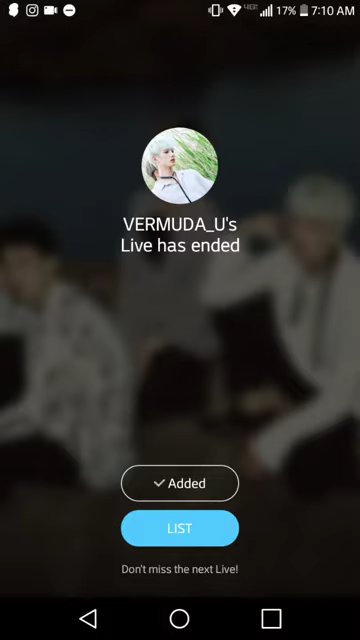 17% 7:10 AM
VERMUDA_U's
Live has ended
Added
LIST
Don't miss the next Live!